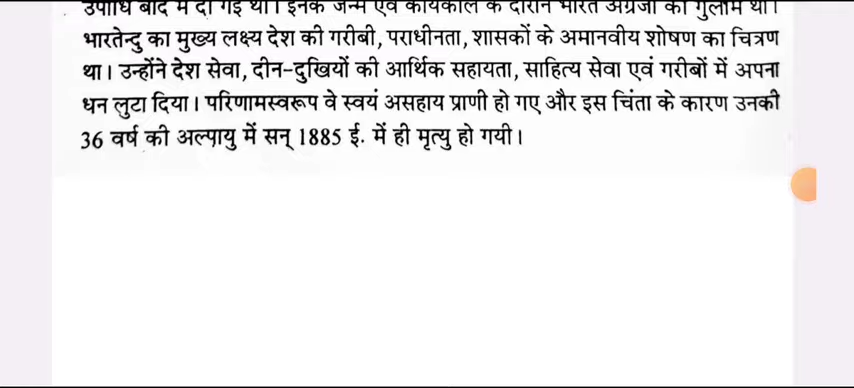 उपाधि बाद में दी गई थी। इनके जन्म एवं कार्यकाल के दौरान भारत अंग्रेजों का गुलाम था।
भारतेन्दु का मुख्य लक्ष्य देश की गरीबी, पराधीनता, शासकों के अमानवीय शोषण का चित्रण
था। उन्होंने देश सेवा, दीन-दुखियों की आर्थिक सहायता, साहित्य सेवा एवं गरीबों में अपना
धन लुटा दिया। परिणामस्वरूप वे स्वयं असहाय प्राणी हो गए और इस चिंता के कारण उनकी
36 वर्ष की अल्पायु में सन् 1885 ई. में ही मृत्यु हो गयी।